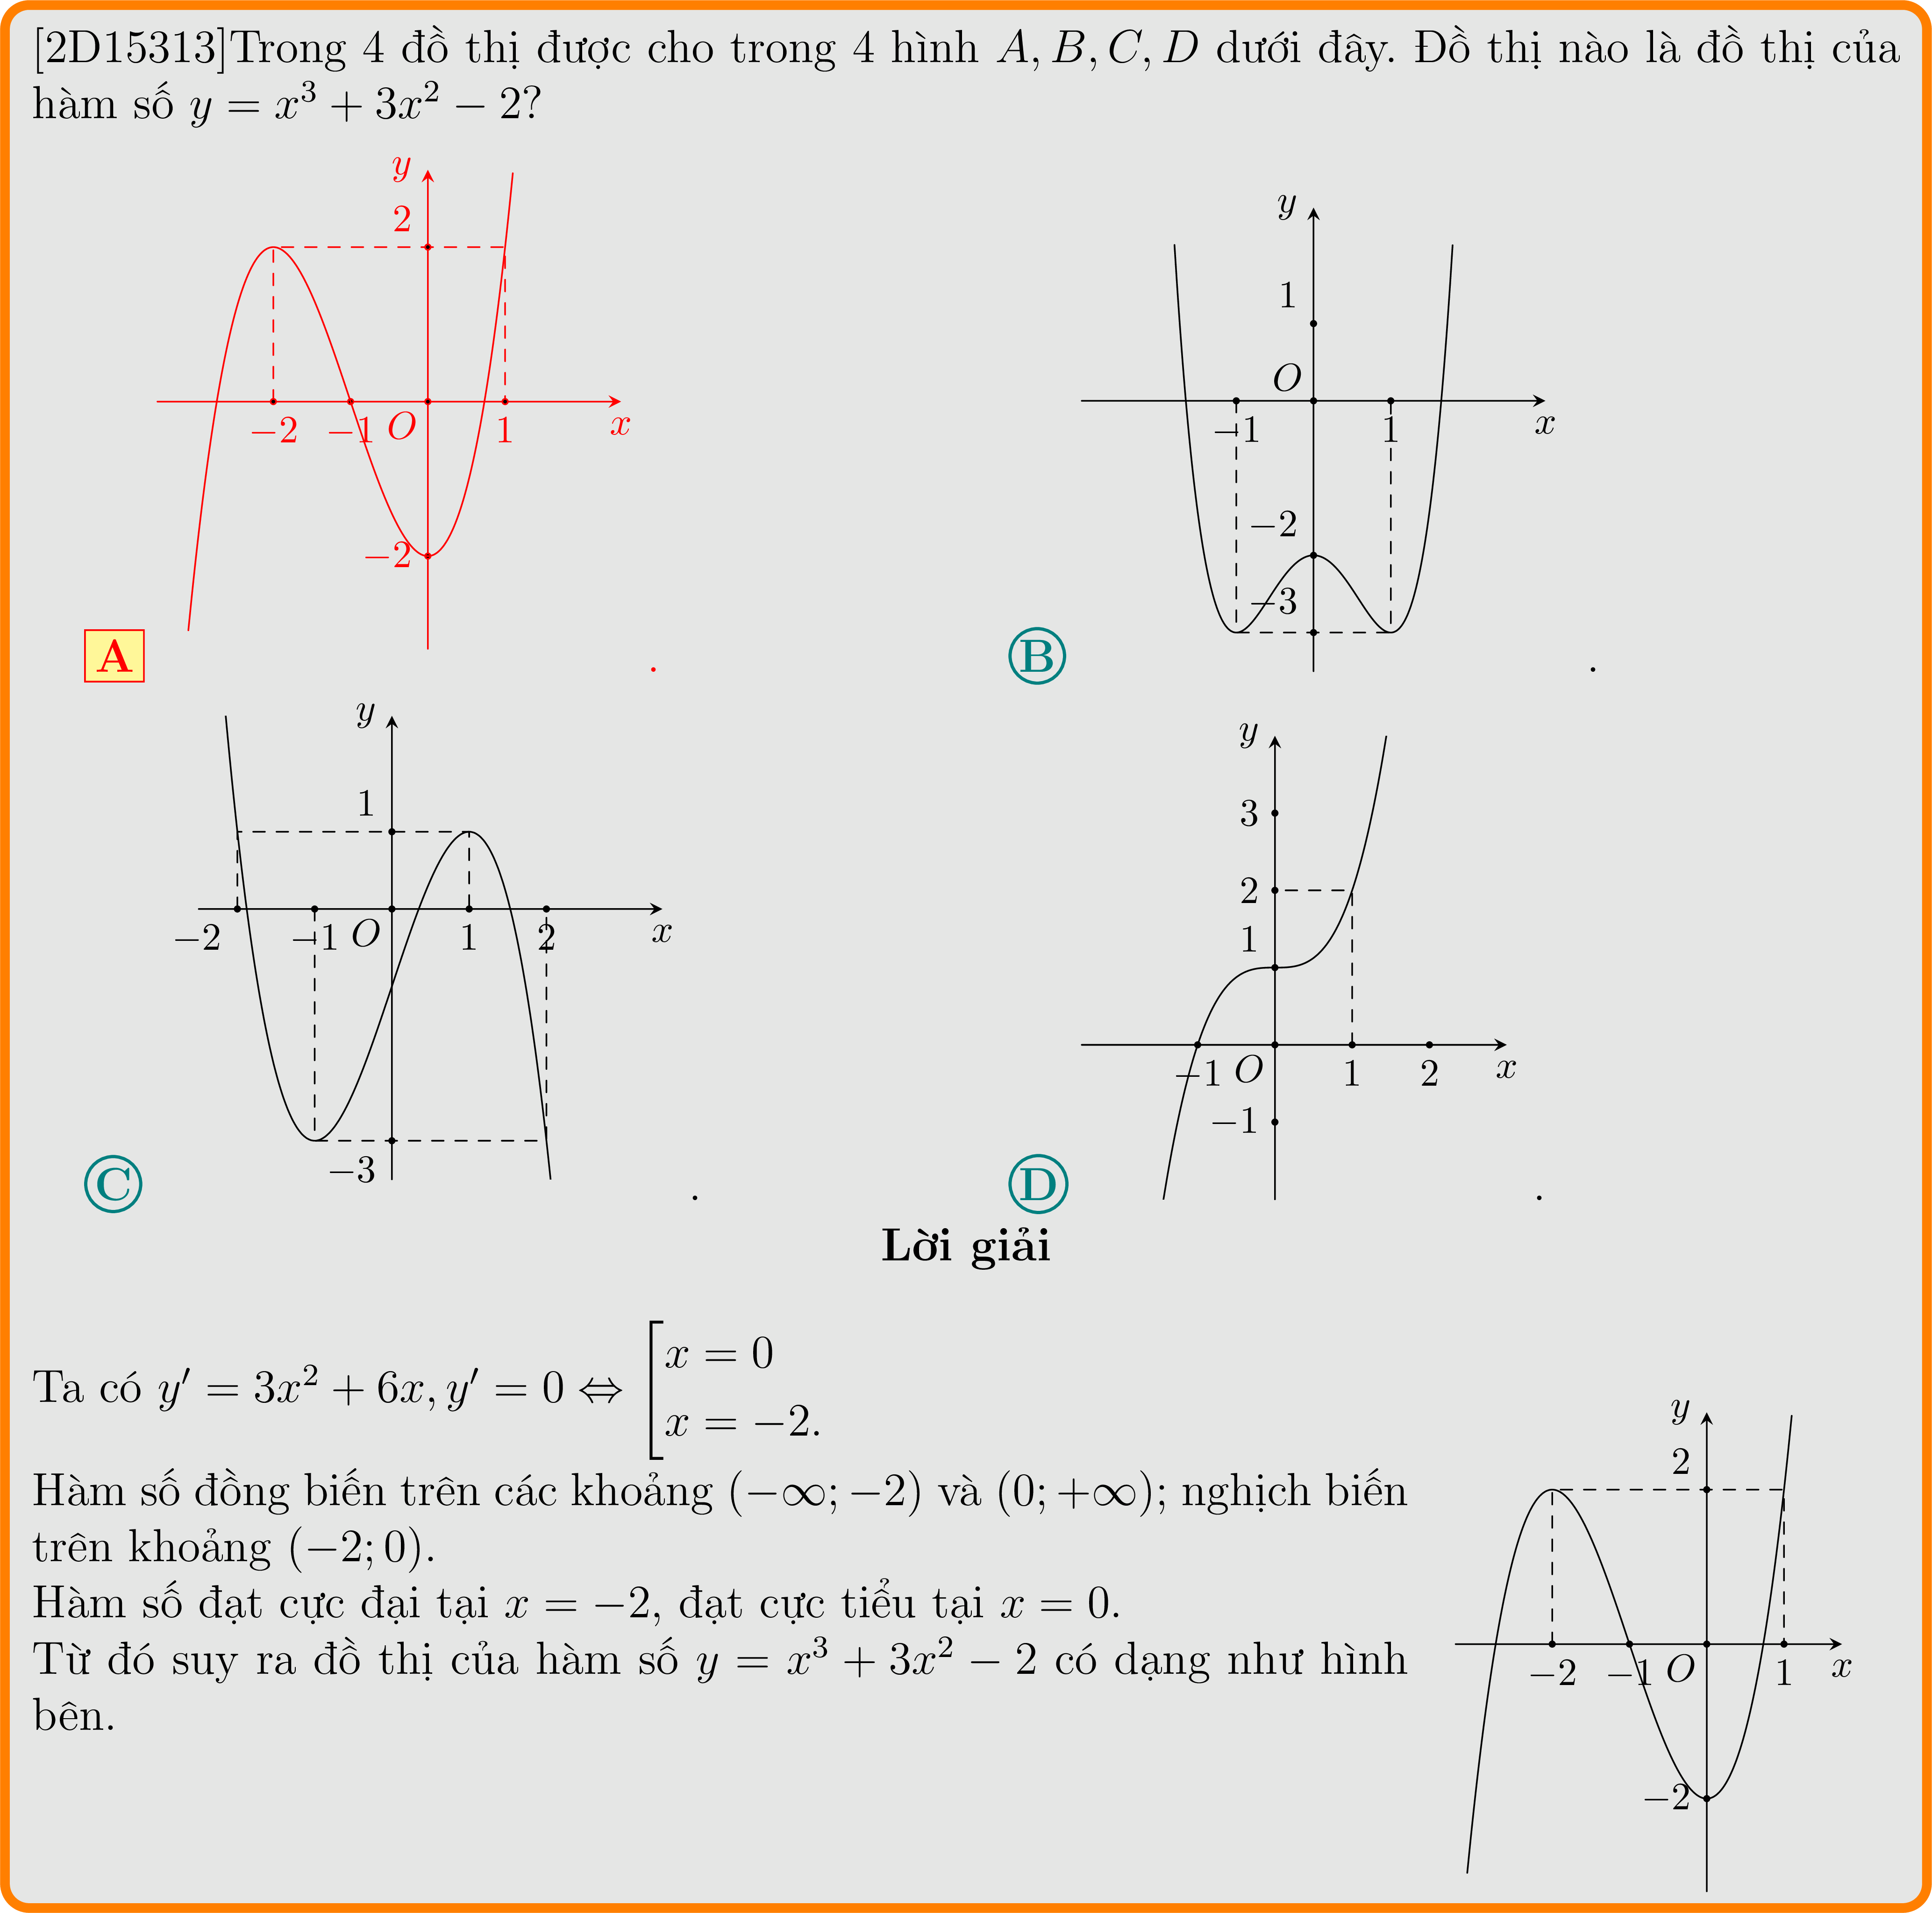 [2D15313]Trong 4 đồ thị được cho trong 4 hình A, B, C, D dưới đây. Đồ thị nào là đồ thị của
hàm số y = x³ + 3x² − 2?
y
2
−2 −1 O 1 x
−2
A .
y
1
O
−1 1 x
−2
−3
B .
y
1
−2 −1 O 1 2 x
−3
C .
y
3
2
1
−1 O 1 2 x
−1
D .
Lời giải
Ta có y′ = 3x² + 6x, y′ = 0 ⇔ [ x = 0
x = −2.
Hàm số đồng biến trên các khoảng (−∞; −2) và (0; +∞); nghịch biến
trên khoảng (−2; 0).
Hàm số đạt cực đại tại x = −2, đạt cực tiểu tại x = 0.
Từ đó suy ra đồ thị của hàm số y = x³ + 3x² − 2 có dạng như hình
bên.
y
2
−2 −1 O 1 x
−2